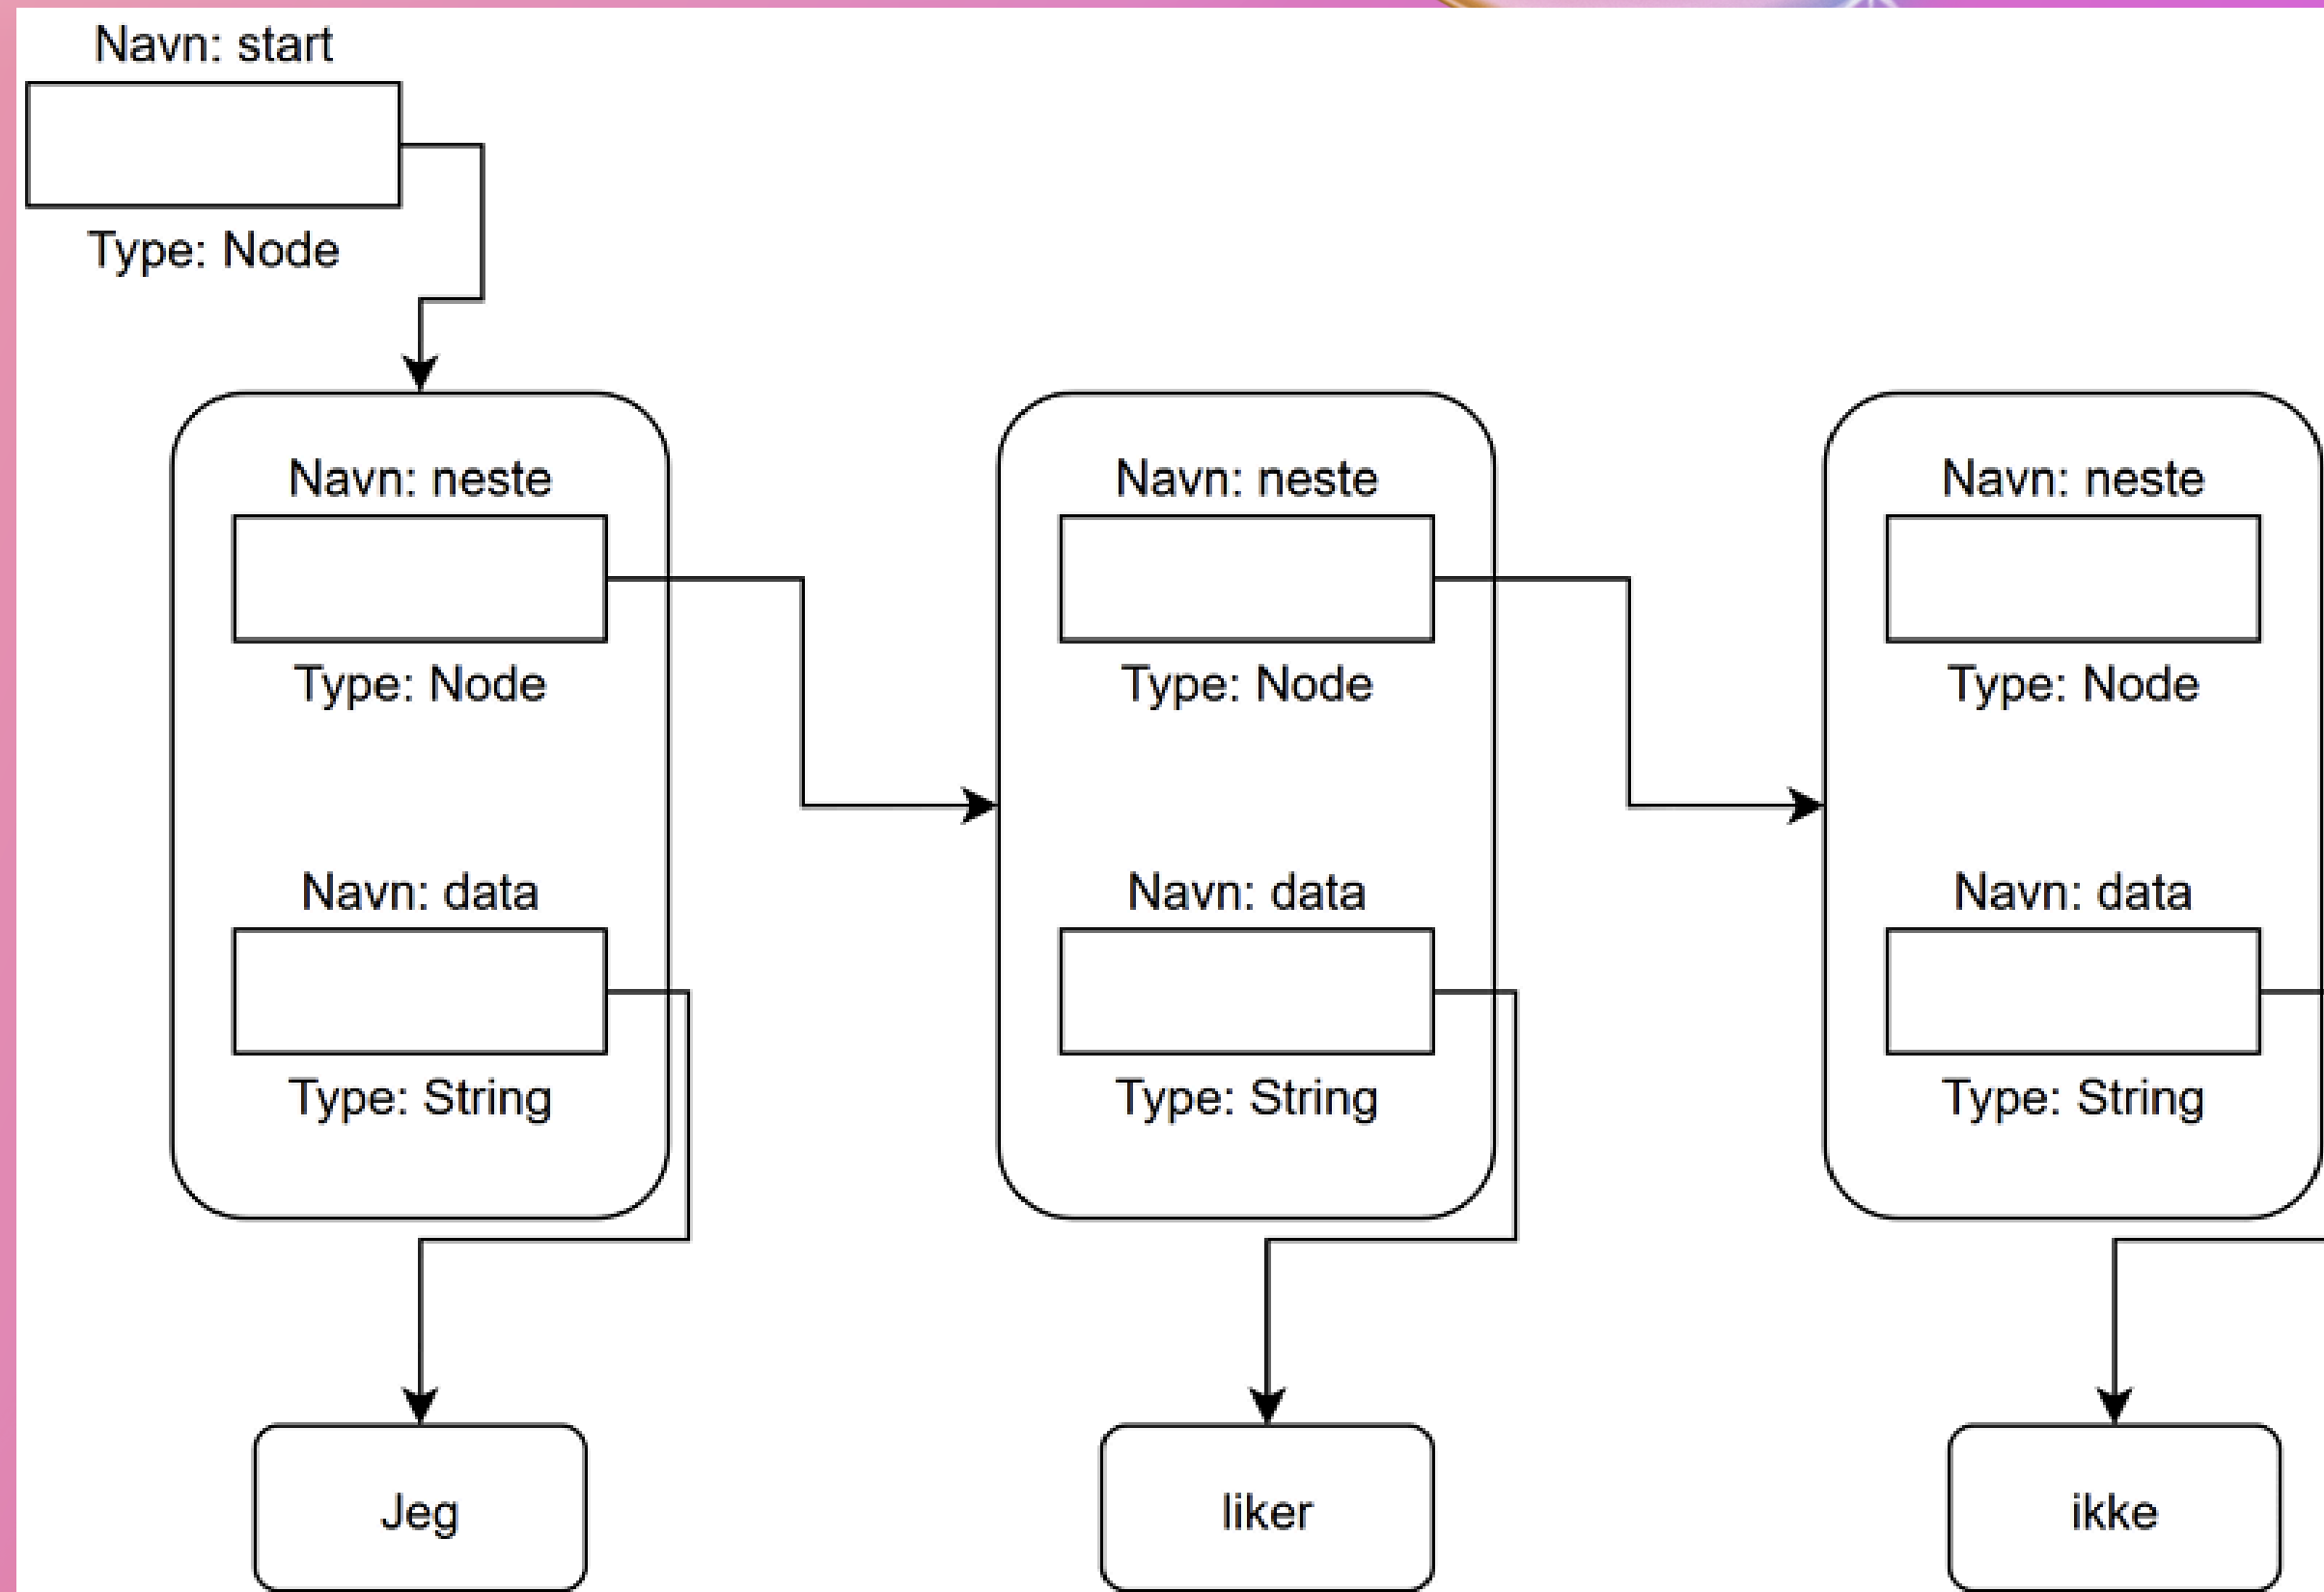 Navn: start
Type: Node
Navn: neste
Type: Node
Navn: data
Type: String
Jeg
Navn: neste
Type: Node
Navn: data
Type: String
liker
Navn: neste
Type: Node
Navn: data
Type: String
ikke